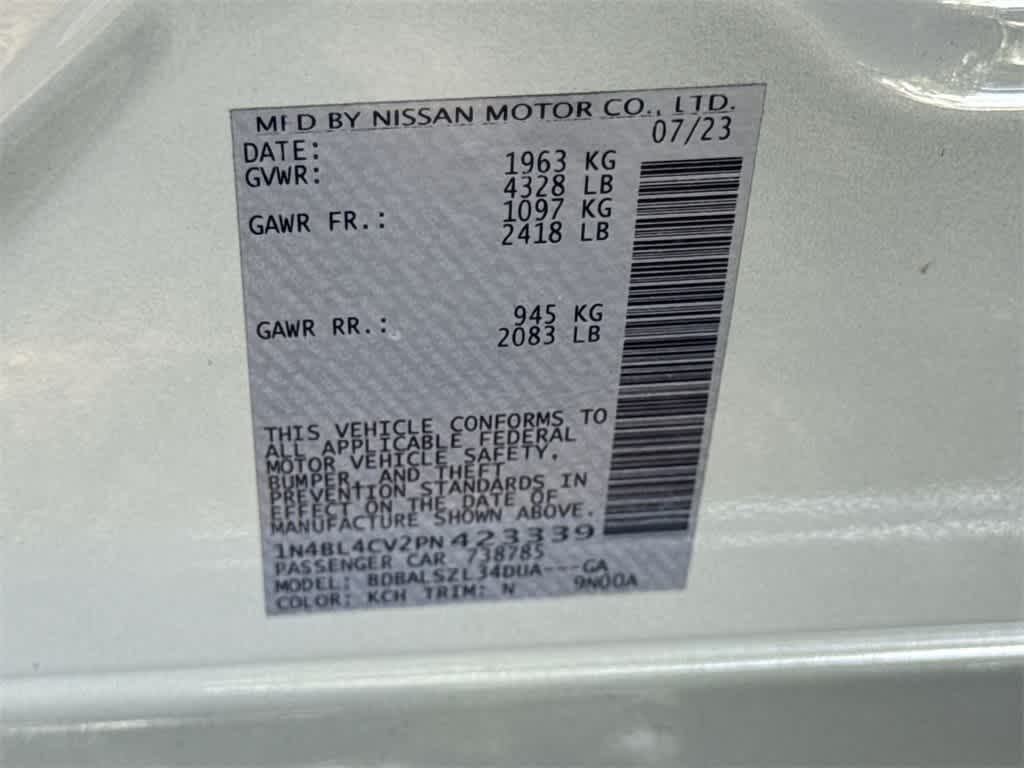 MFD BY NISSAN MOTOR CO., LTD.
DATE: 07/23
GVWR: 1963 KG
4328 LB
GAWR FR.: 1097 KG
2418 LB
GAWR RR.: 945 KG
2083 LB
THIS VEHICLE CONFORMS TO
ALL APPLICABLE FEDERAL
MOTOR VEHICLE SAFETY,
BUMPER, AND THEFT
PREVENTION STANDARDS IN
EFFECT ON THE DATE OF
MANUFACTURE SHOWN ABOVE.
1N4BL4CV2PN423339
PASSENGER CAR 738785
MODEL: BDBALSZL34DUA---GA
COLOR: KCH TRIM: N 9N00A